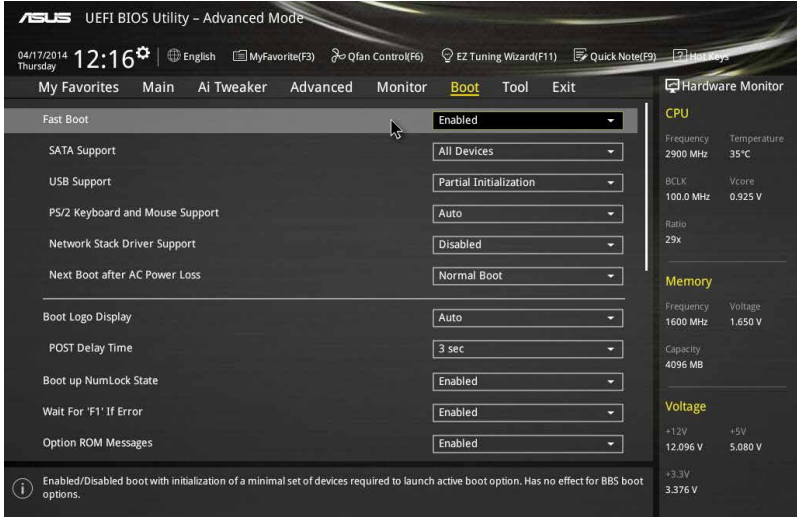 ASUS UEFI BIOS Utility – Advanced Mode
04/17/2014
Thursday
12:16
English
MyFavorite(F3)
Qfan Control(F6)
EZ Tuning Wizard(F11)
Quick Note(F9)
Hot Keys
My Favorites Main Ai Tweaker Advanced Monitor Boot Tool Exit
Fast Boot Enabled
SATA Support All Devices
USB Support Partial Initialization
PS/2 Keyboard and Mouse Support Auto
Network Stack Driver Support Disabled
Next Boot after AC Power Loss Normal Boot
Boot Logo Display Auto
POST Delay Time 3 sec
Boot up NumLock State Enabled
Wait For 'F1' If Error Enabled
Option ROM Messages Enabled
Enabled/Disabled boot with initialization of a minimal set of devices required to launch active boot option. Has no effect for BBS boot
options.
Hardware Monitor
CPU
Frequency Temperature
2900 MHz 35°C
BCLK Vcore
100.0 MHz 0.925 V
Ratio
29x
Memory
Frequency Voltage
1600 MHz 1.650 V
Capacity
4096 MB
Voltage
+12V +5V
12.096 V 5.080 V
+3.3V
3.376 V